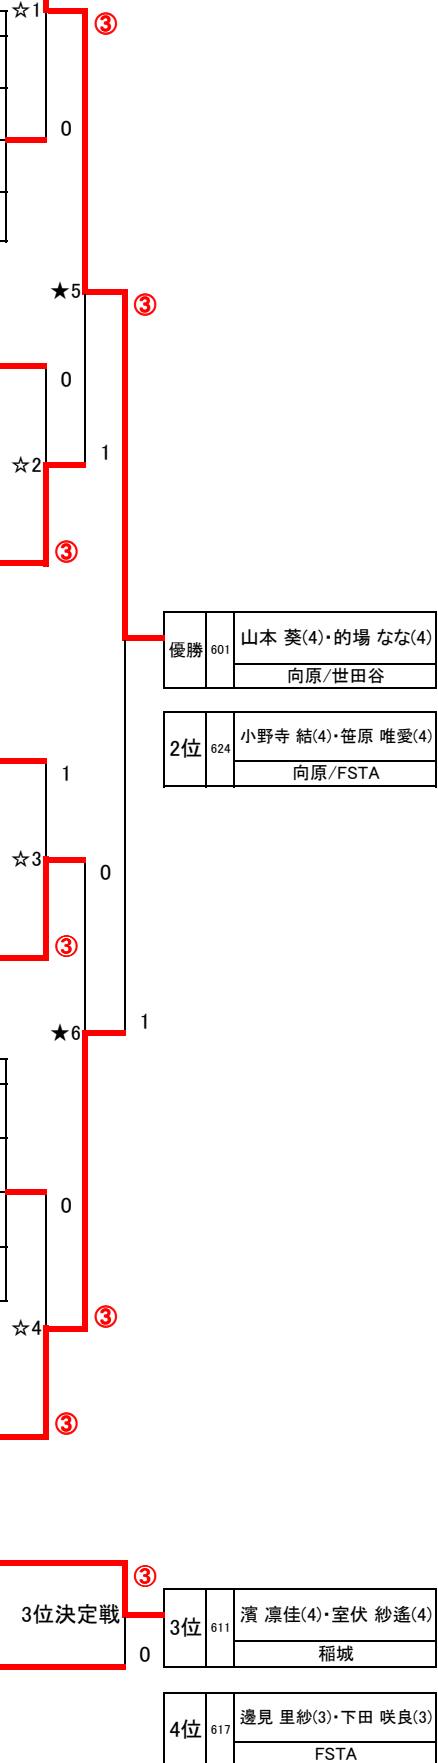 ☆1
③
0
★5
③
0
☆2
1
③
優勝 601 山本 葵(4)・的場 なな(4)
向原/世田谷
2位 624 小野寺 結(4)・笹原 唯愛(4)
向原/FSTA
1
☆3
0
③
★6
1
0
③
☆4
③
③
3位決定戦
3位 611 濱 凛佳(4)・室伏 紗遙(4)
稲城
0
4位 617 邊見 里紗(3)・下田 咲良(3)
FSTA